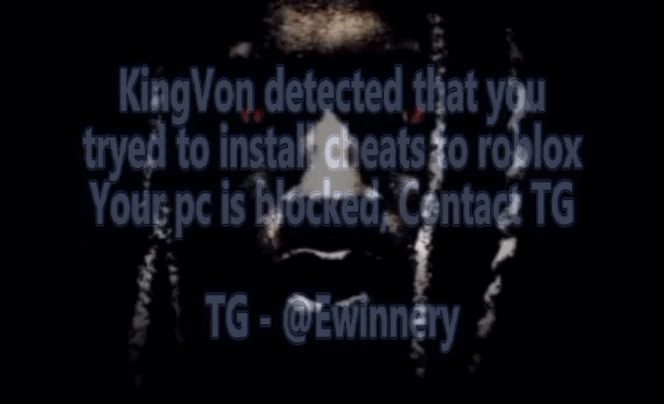 KingVon detected that you
tryed to install cheats to roblox
Your pc is blocked, Contact TG
TG - @Ewinnery